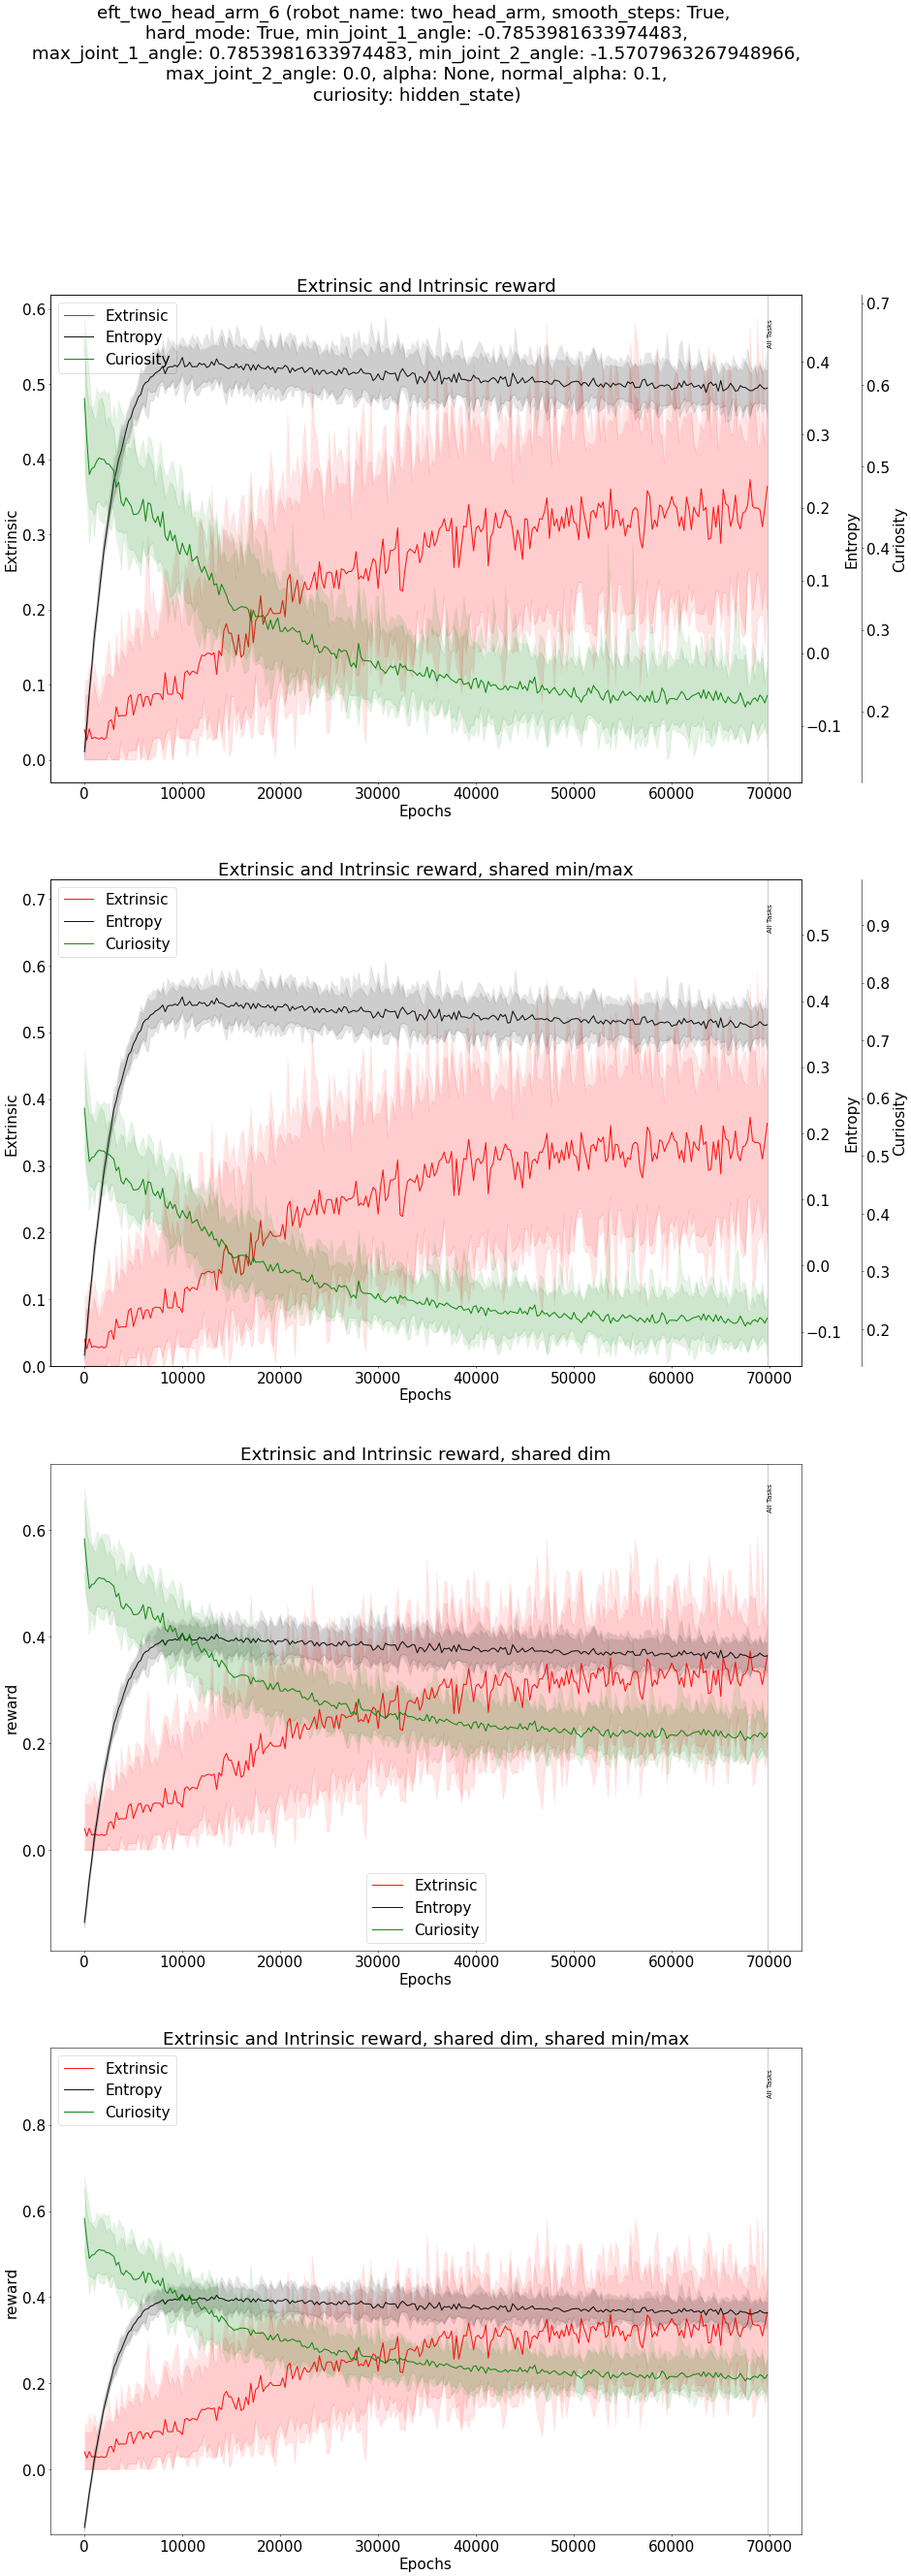 eft_two_head_arm_6 (robot_name: two_head_arm, smooth_steps: True,
hard_mode: True, min_joint_1_angle: -0.7853981633974483,
max_joint_1_angle: 0.7853981633974483, min_joint_2_angle: -1.5707963267948966,
max_joint_2_angle: 0.0, alpha: None, normal_alpha: 0.1,
curiosity: hidden_state)
Extrinsic and Intrinsic reward
Extrinsic
Entropy
Curiosity
All Tasks
0.6
0.5
0.4
0.3
0.2
0.1
0.0
Extrinsic
0.4
0.3
0.2
0.1
0.0
−0.1
Entropy
0.7
0.6
0.5
0.4
0.3
0.2
Curiosity
0 10000 20000 30000 40000 50000 60000 70000
Epochs
Extrinsic and Intrinsic reward, shared min/max
Extrinsic
Entropy
Curiosity
All Tasks
0.7
0.6
0.5
0.4
0.3
0.2
0.1
0.0
Extrinsic
0.5
0.4
0.3
0.2
0.1
0.0
−0.1
Entropy
0.9
0.8
0.7
0.6
0.5
0.4
0.3
0.2
Curiosity
0 10000 20000 30000 40000 50000 60000 70000
Epochs
Extrinsic and Intrinsic reward, shared dim
All Tasks
0.6
0.4
0.2
0.0
reward
Extrinsic
Entropy
Curiosity
0 10000 20000 30000 40000 50000 60000 70000
Epochs
Extrinsic and Intrinsic reward, shared dim, shared min/max
Extrinsic
Entropy
Curiosity
All Tasks
0.8
0.6
0.4
0.2
0.0
reward
0 10000 20000 30000 40000 50000 60000 70000
Epochs